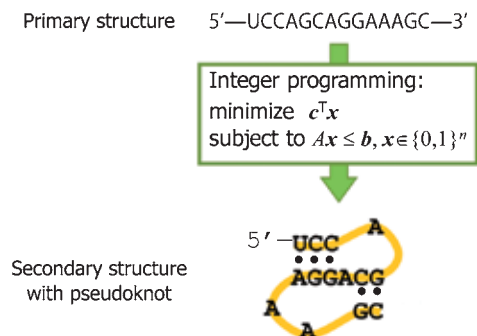 Primary structure 5′—UCCAGCAGGAAAGC—3′
Integer programming:
minimize cᵀx
subject to Ax ≤ b, x∈{0,1}ⁿ
Secondary structure
with pseudoknot
5′—UCC A
AGGACG
A GC
A